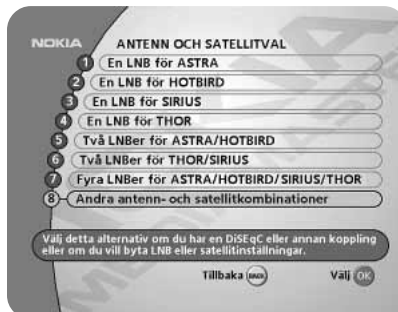 NOKIA
ANTENN OCH SATELLITVAL
1 En LNB för ASTRA
2 En LNB för HOTBIRD
3 En LNB för SIRIUS
4 En LNB för THOR
5 Två LNBer för ASTRA/HOTBIRD
6 Två LNBer för THOR/SIRIUS
7 Fyra LNBer för ASTRA/HOTBIRD/SIRIUS/THOR
8 Andra antenn- och satellitkombinationer
Välj detta alternativ om du har en DiSEqC eller annan koppling
eller om du vill byta LNB eller satellitinställningar.
Tillbaka BACK Välj OK